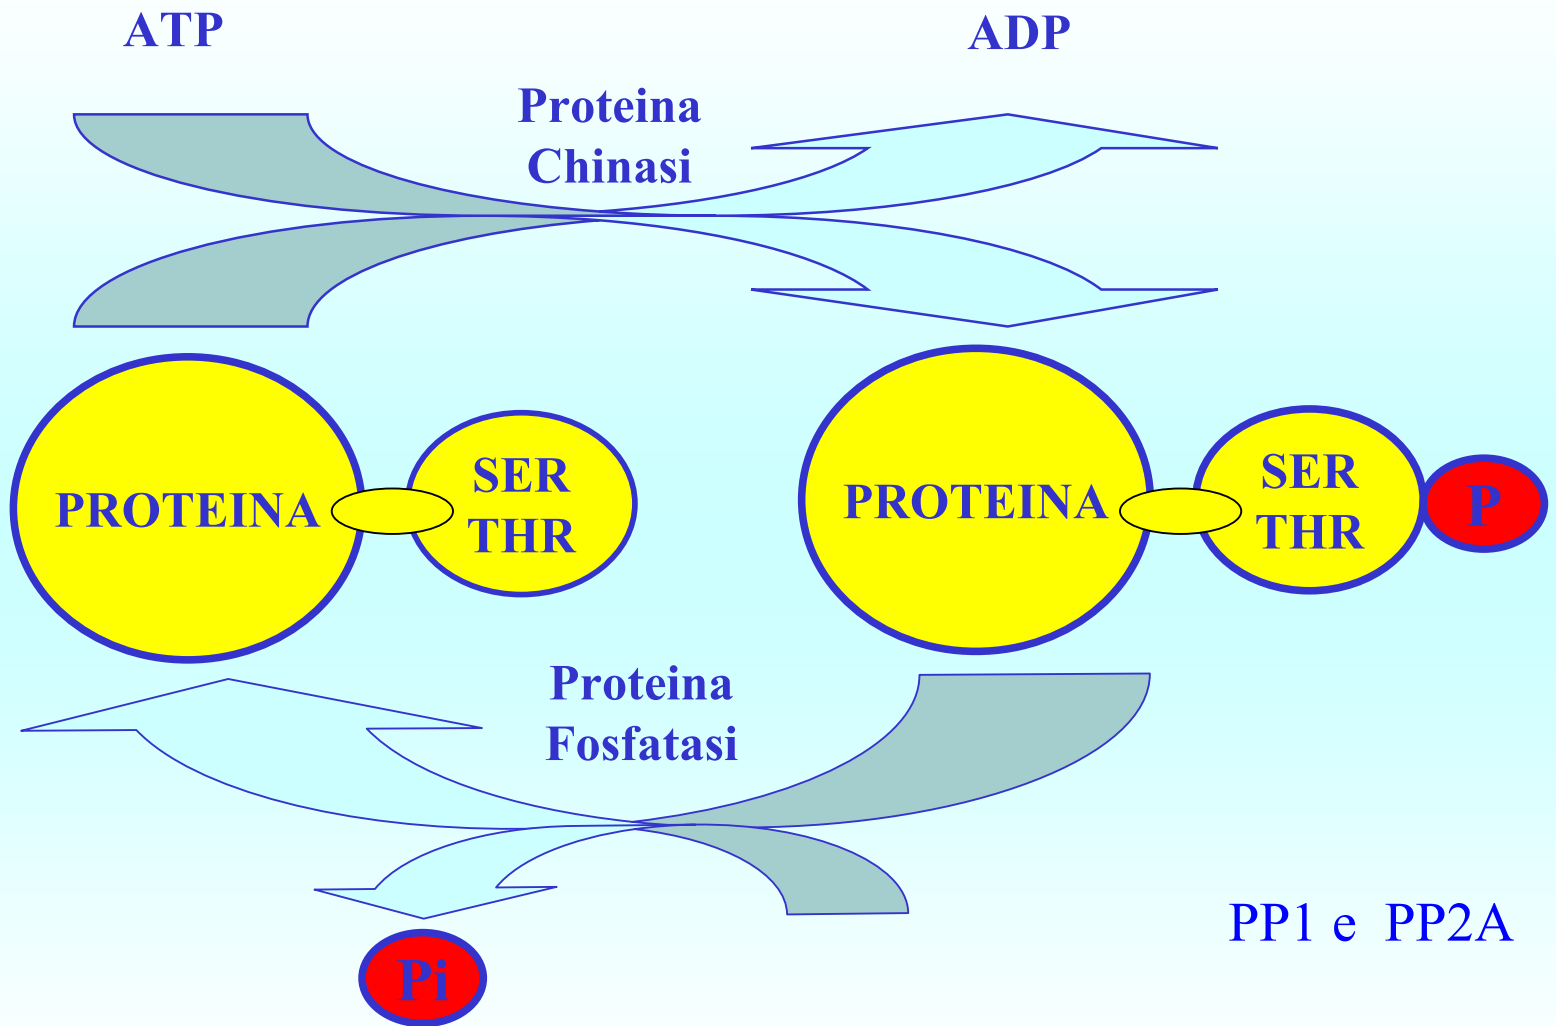 ATP
ADP
Proteina
Chinasi
PROTEINA
SER
THR
PROTEINA
SER
THR
P
Proteina
Fosfatasi
PP1 e PP2A
Pi